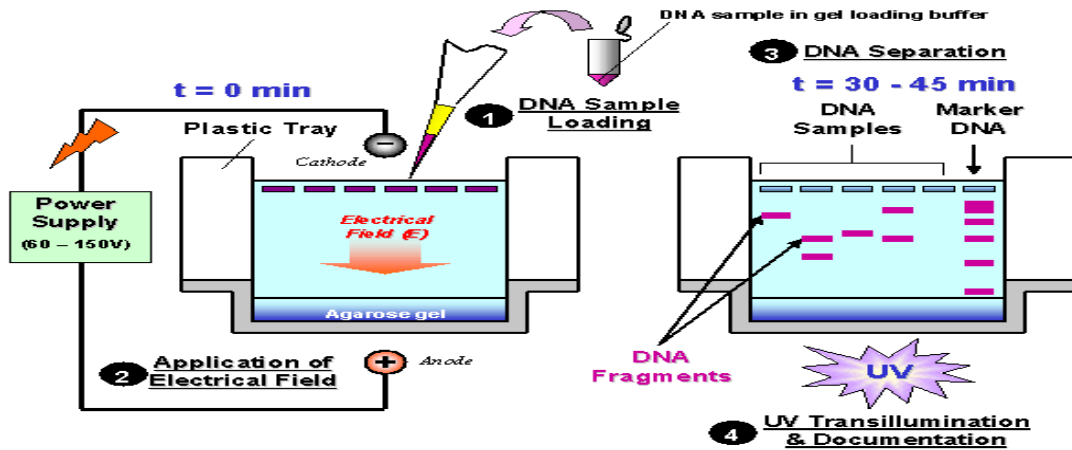 DNA sample in gel loading buffer
t = 0 min
1 DNA Sample
Loading
Plastic Tray
Cathode
−
Power
Supply
(60 – 150V)
Electrical
Field (E)
Agarose gel
2 Application of
Electrical Field
+
Anode
3 DNA Separation
t = 30 - 45 min
DNA
Samples
Marker
DNA
DNA
Fragments
UV
4 UV Transillumination
& Documentation